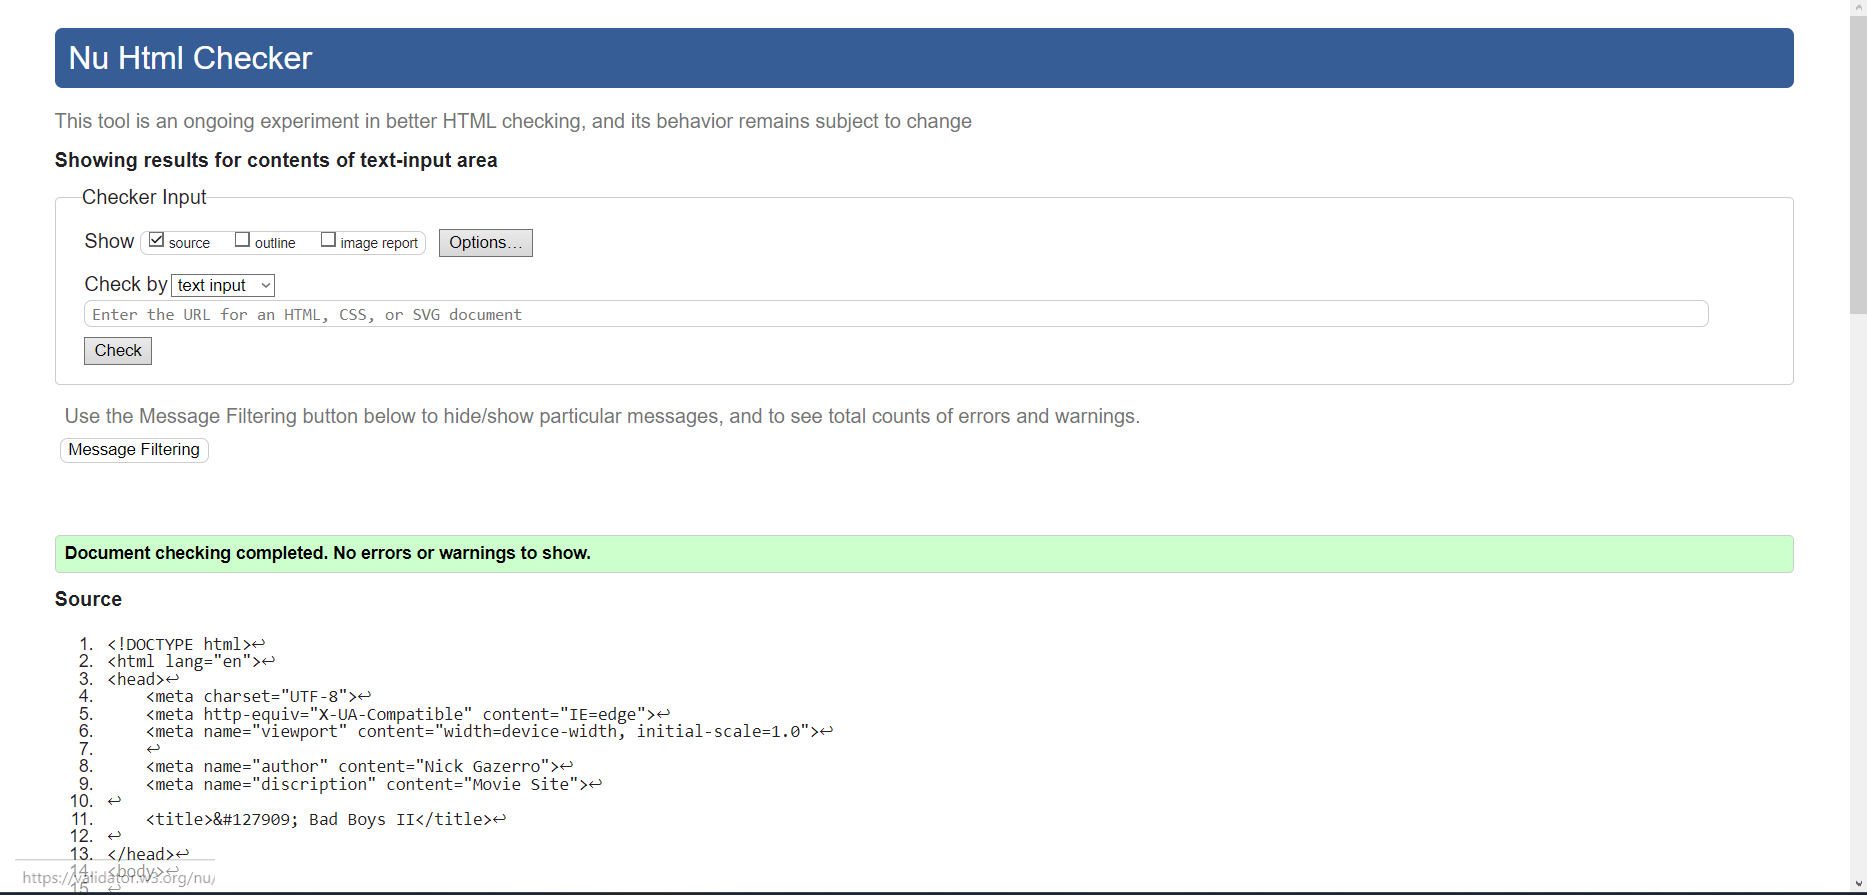 Nu Html Checker
This tool is an ongoing experiment in better HTML checking, and its behavior remains subject to change
Showing results for contents of text-input area
Checker Input
Show source outline image report Options...
Check by text input
Enter the URL for an HTML, CSS, or SVG document
Check
Use the Message Filtering button below to hide/show particular messages, and to see total counts of errors and warnings.
Message Filtering
Document checking completed. No errors or warnings to show.
Source
1. <!DOCTYPE html>↩
2. <html lang="en">↩
3. <head>↩
4. <meta charset="UTF-8">↩
5. <meta http-equiv="X-UA-Compatible" content="IE=edge">↩
6. <meta name="viewport" content="width=device-width, initial-scale=1.0">↩
7. ↩
8. <meta name="author" content="Nick Gazerro">↩
9. <meta name="discription" content="Movie Site">↩
10. ↩
11. <title>&#127909; Bad Boys II</title>↩
12. ↩
13. </head>↩
14. <body>↩
https://validator.w3.org/nu/
15. ↩